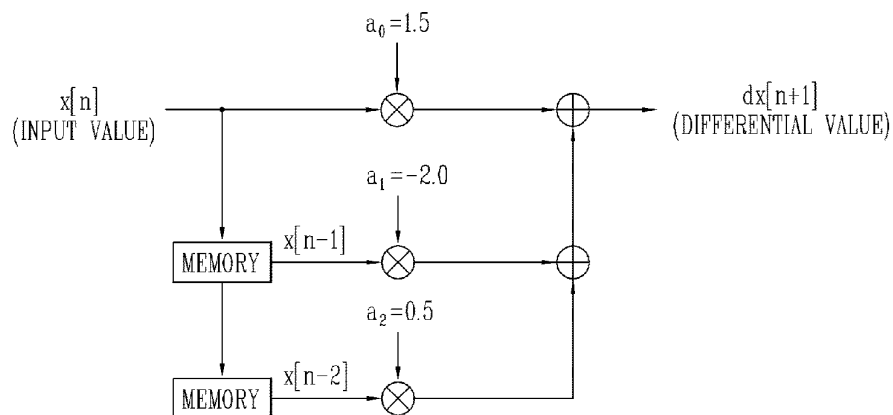 a₀=1.5
x[n]
(INPUT VALUE)
dx[n+1]
(DIFFERENTIAL VALUE)
a₁=-2.0
MEMORY
x[n-1]
a₂=0.5
MEMORY
x[n-2]